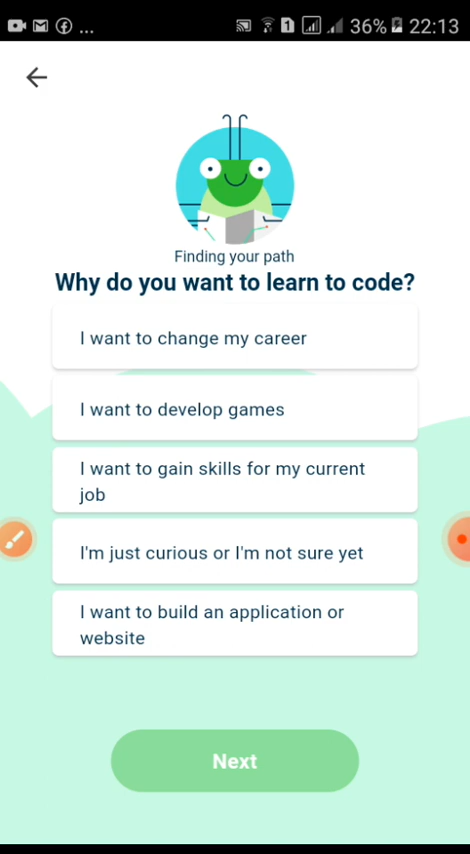 ... 1 36% 22:13
Finding your path
Why do you want to learn to code?
I want to change my career
I want to develop games
I want to gain skills for my current
job
I'm just curious or I'm not sure yet
I want to build an application or
website
Next